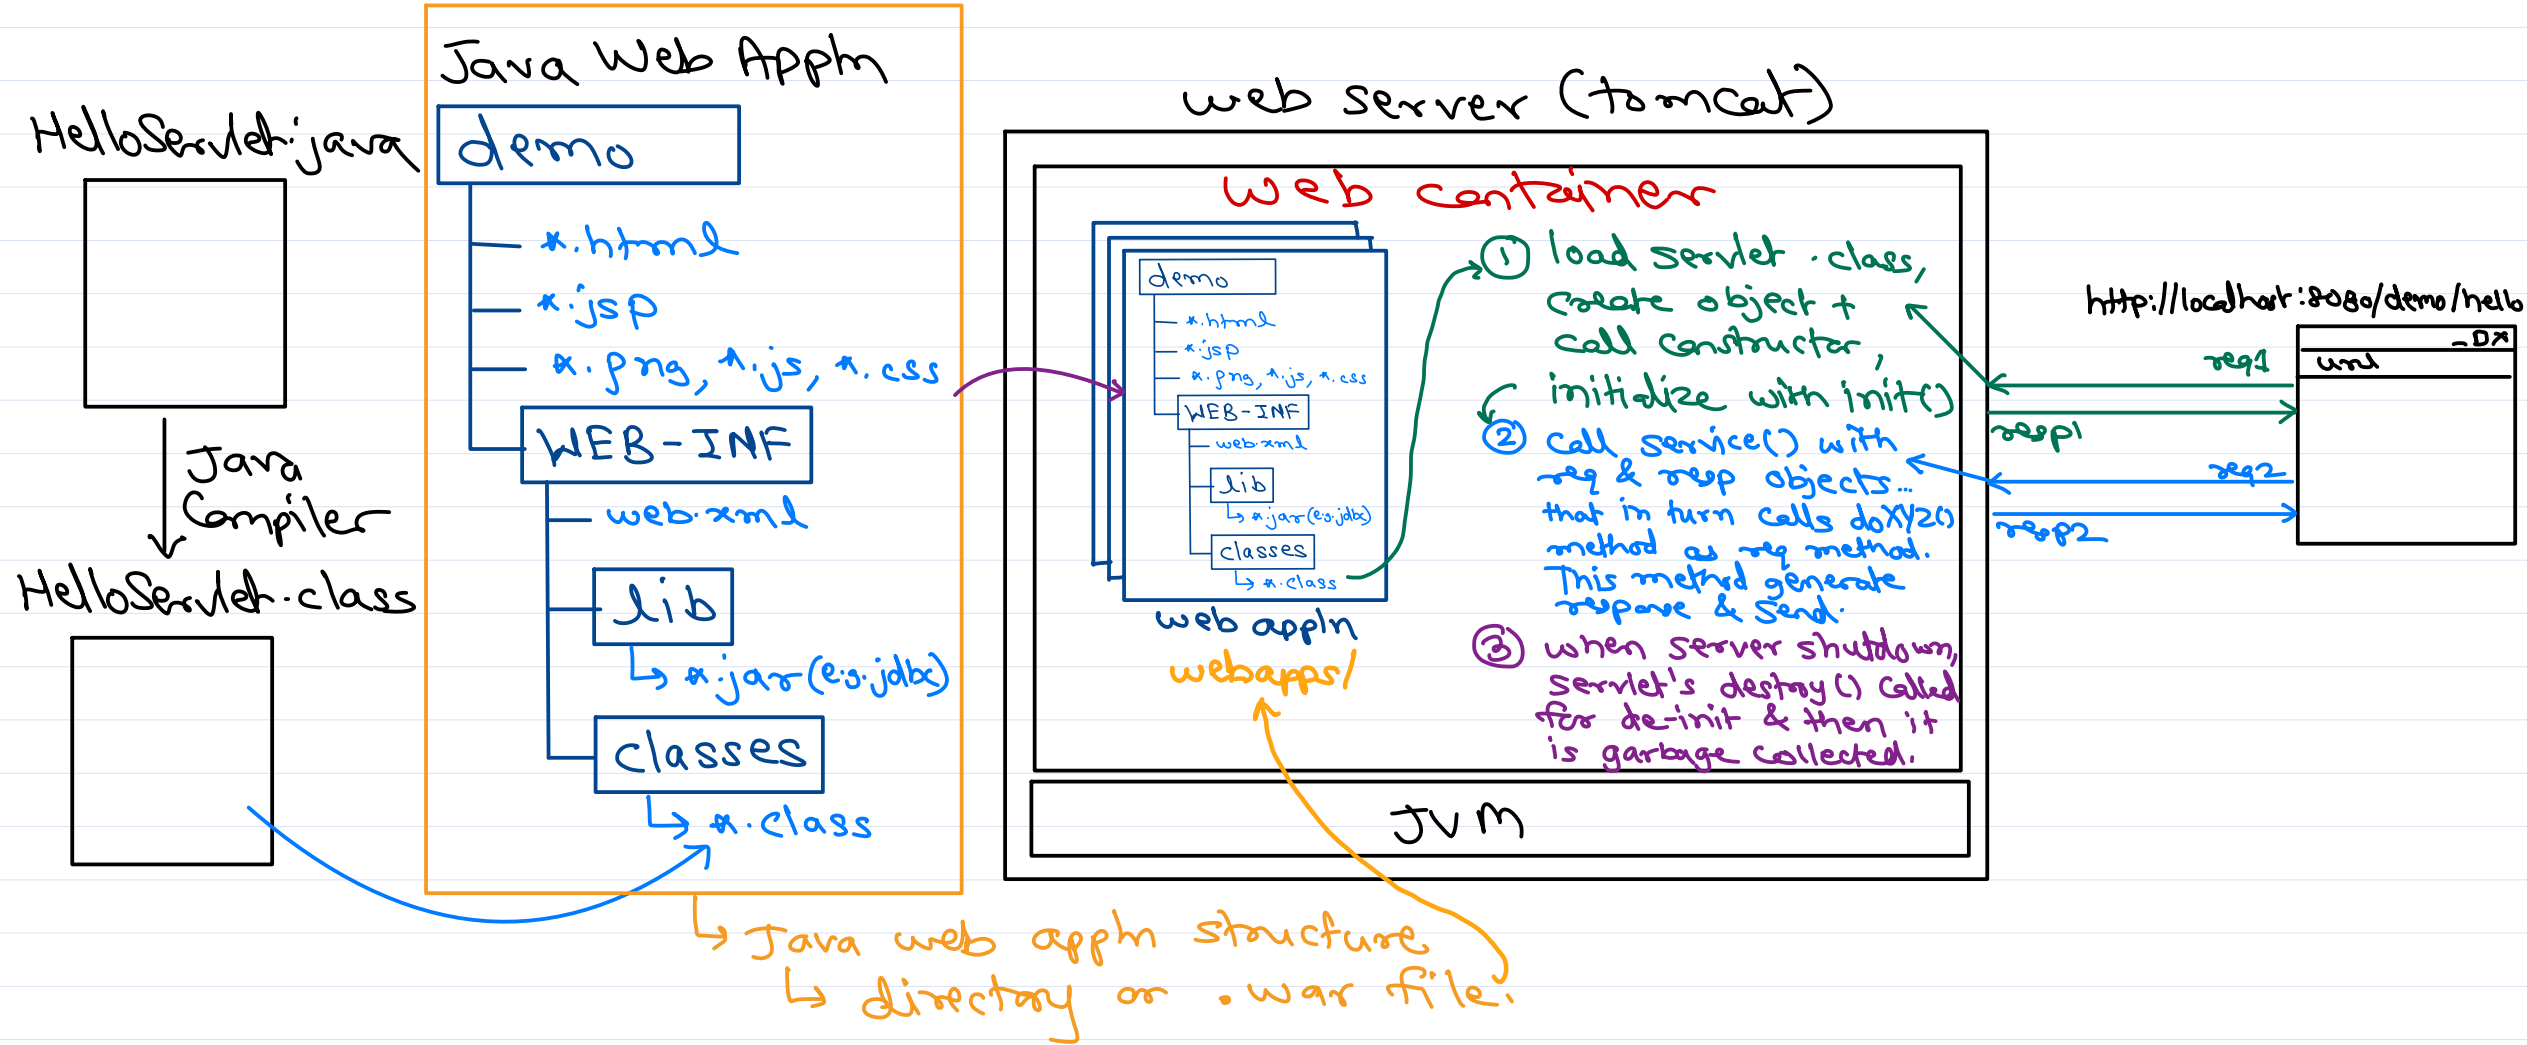 HelloServlet.java
Java
Compiler
HelloServlet.class
Java Web Appln
demo
*.html
*.jsp
*.png, *.js, *.css
WEB-INF
web.xml
lib
*.jar (e.g. jdbc)
classes
*.class
Java web appln structure
directory or .war file.
web server (tomcat)
web container
demo
*.html
*.jsp
*.png, *.js, *.css
WEB-INF
web.xml
lib
*.jar (e.g. jdbc)
classes
*.class
web appln
webapps/
1 load servlet .class,
create object +
call constructor,
initialize with init()
2 call service() with
req & resp objects...
that in turn calls doXYZ()
method as req method.
This method generate
response & send.
3 when server shutdown,
servlet's destroy() called
for de-init & then it
is garbage collected.
JVM
http://localhost:8080/demo/hello
_ □ X
url
req1
resp1
req2
resp2